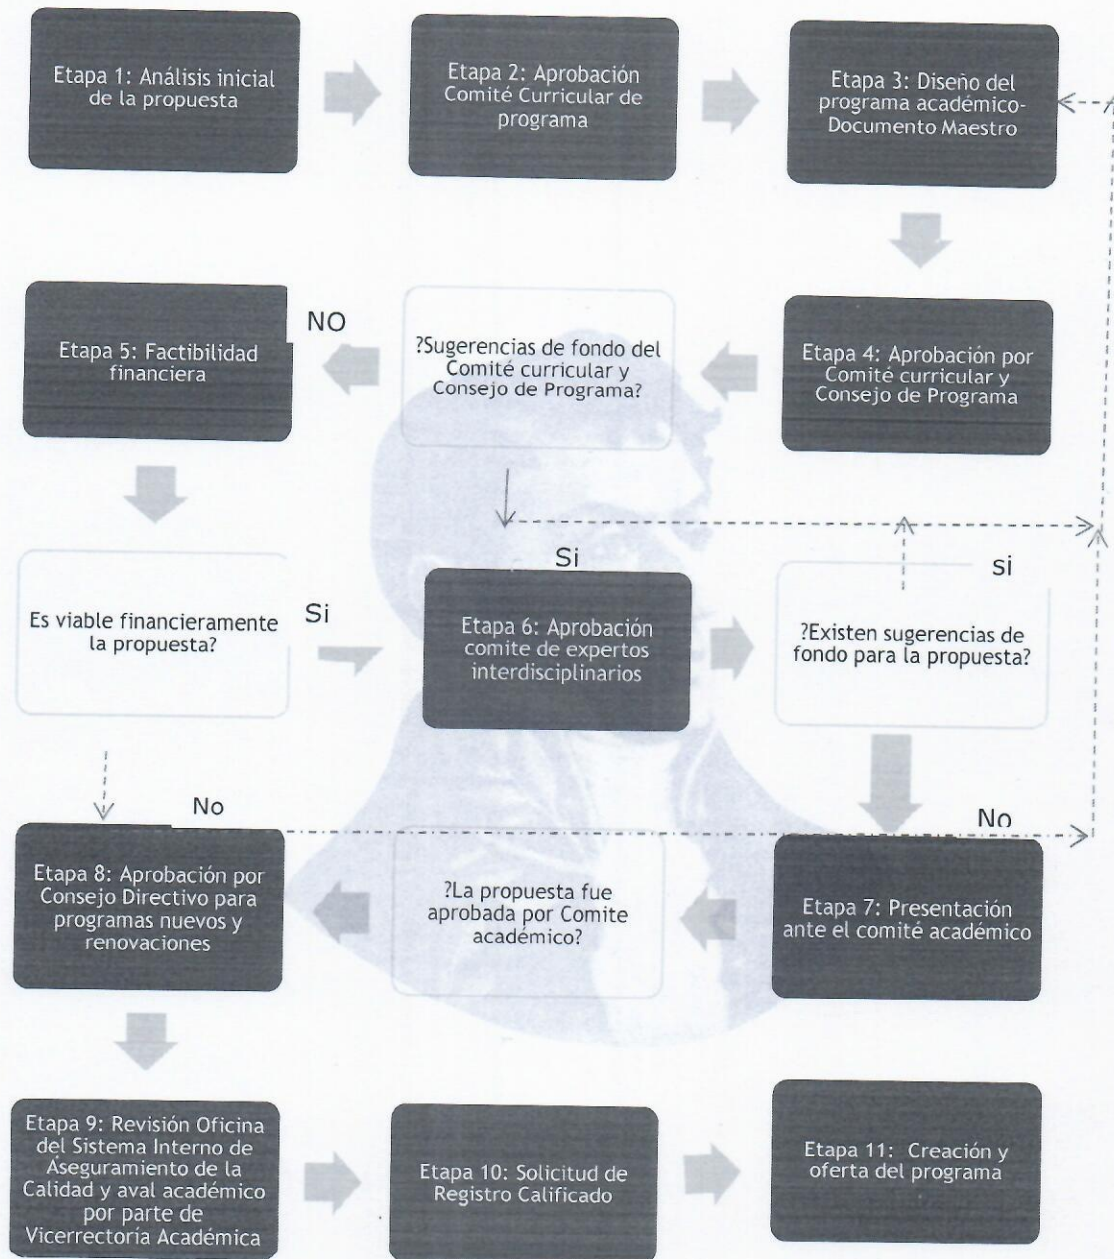 Etapa 1: Análisis inicial
de la propuesta
Etapa 2: Aprobación
Comité Curricular de
programa
Etapa 3: Diseño del
programa académico-
Documento Maestro
Etapa 4: Aprobación por
Comité curricular y
Consejo de Programa
?Sugerencias de fondo del
Comité curricular y
Consejo de Programa?
NO
Etapa 5: Factibilidad
financiera
Es viable financieramente
la propuesta?
Si
Si
Etapa 6: Aprobación
comite de expertos
interdisciplinarios
si
?Existen sugerencias de
fondo para la propuesta?
No
No
Etapa 7: Presentación
ante el comité académico
?La propuesta fue
aprobada por Comite
académico?
Etapa 8: Aprobación por
Consejo Directivo para
programas nuevos y
renovaciones
Etapa 9: Revisión Oficina
del Sistema Interno de
Aseguramiento de la
Calidad y aval académico
por parte de
Vicerrectoría Académica
Etapa 10: Solicitud de
Registro Calificado
Etapa 11: Creación y
oferta del programa